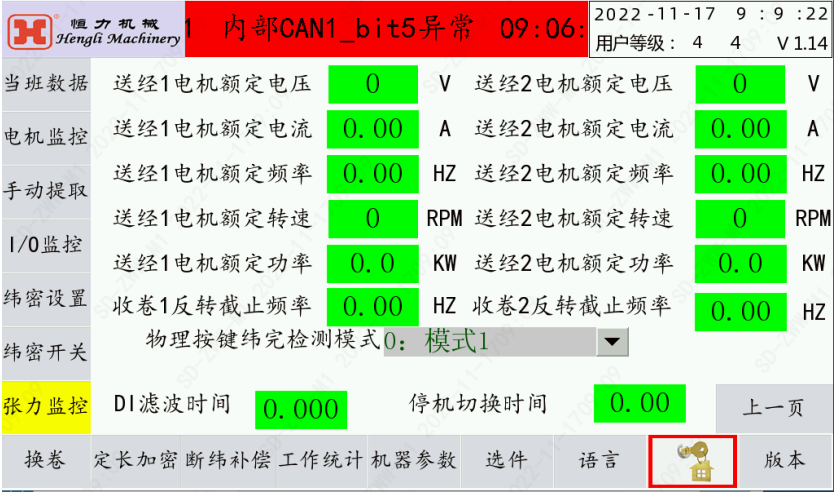 恒力机械
Hengli Machinery
1 内部CAN1_bit5异常 09:06:
2022-11-17 9:9:22
用户等级: 4 4 V1.14
当班数据
送经1电机额定电压 0 V 送经2电机额定电压 0 V
电机监控
送经1电机额定电流 0.00 A 送经2电机额定电流 0.00 A
手动提取
送经1电机额定频率 0.00 HZ 送经2电机额定频率 0.00 HZ
送经1电机额定转速 0 RPM 送经2电机额定转速 0 RPM
I/O监控
送经1电机额定功率 0.0 KW 送经2电机额定功率 0.0 KW
纬密设置
收卷1反转截止频率 0.00 HZ 收卷2反转截止频率 0.00 HZ
纬密开关
物理按键纬完检测模式 0: 模式1
张力监控
DI滤波时间 0.000 停机切换时间 0.00 上一页
换卷 定长加密 断纬补偿 工作统计 机器参数 选件 语言 版本